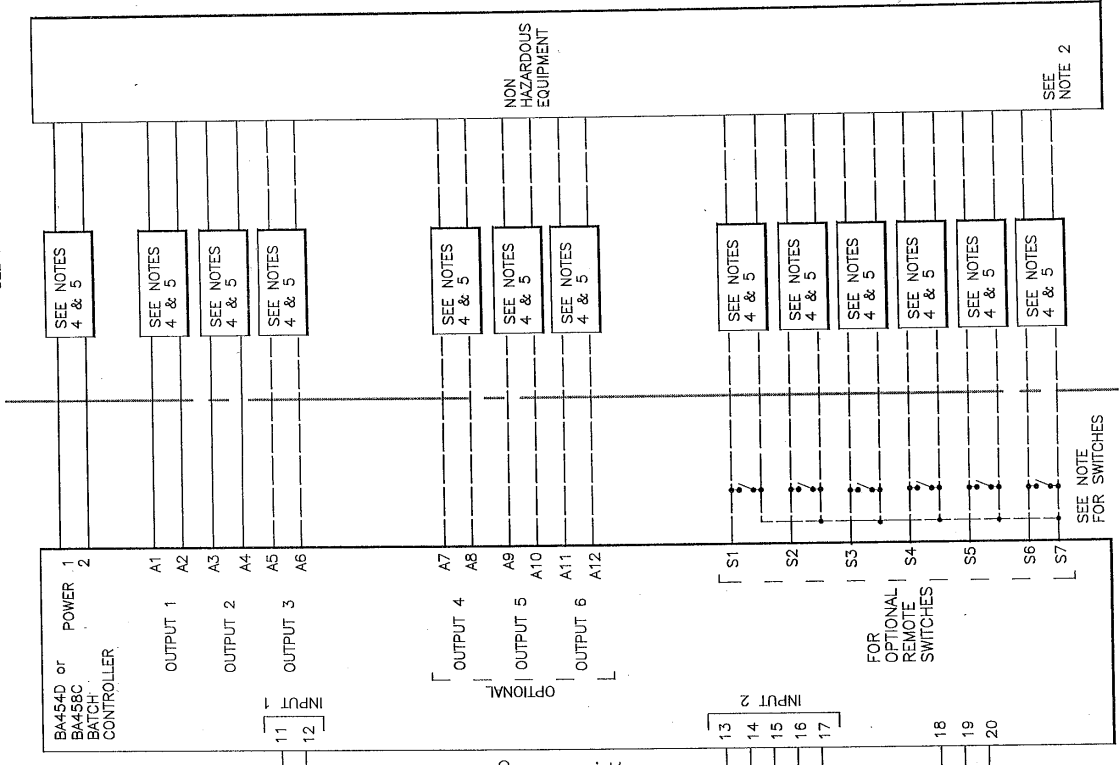 NON
HAZARDOUS
EQUIPMENT
SEE
NOTE 2
SEE NOTES
4 & 5
SEE NOTES
4 & 5
SEE NOTES
4 & 5
SEE NOTES
4 & 5
SEE NOTES
4 & 5
SEE NOTES
4 & 5
SEE NOTES
4 & 5
SEE NOTES
4 & 5
SEE NOTES
4 & 5
SEE NOTES
4 & 5
SEE NOTES
4 & 5
SEE NOTES
4 & 5
SEE NOTES
4 & 5
SEE NOTE
FOR SWITCHES
BA454D or
BA458C
BATCH
CONTROLLER
POWER 1
2
OUTPUT 1
A1
A2
OUTPUT 2
A3
A4
OUTPUT 3
A5
A6
OUTPUT 4
A7
A8
OUTPUT 5
A9
A10
OUTPUT 6
A11
A12
OPTIONAL
FOR
OPTIONAL
REMOTE
SWITCHES
S1
S2
S3
S4
S5
S6
S7
INPUT 1
11
12
INPUT 2
13
14
15
16
17
18
19
20